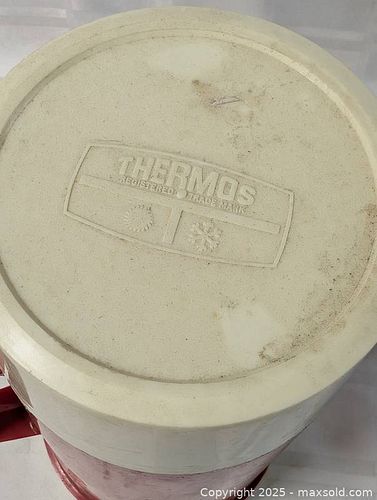 THERMOS
REGISTERED TRADE MARK
Copyright © 2025 - maxsold.com